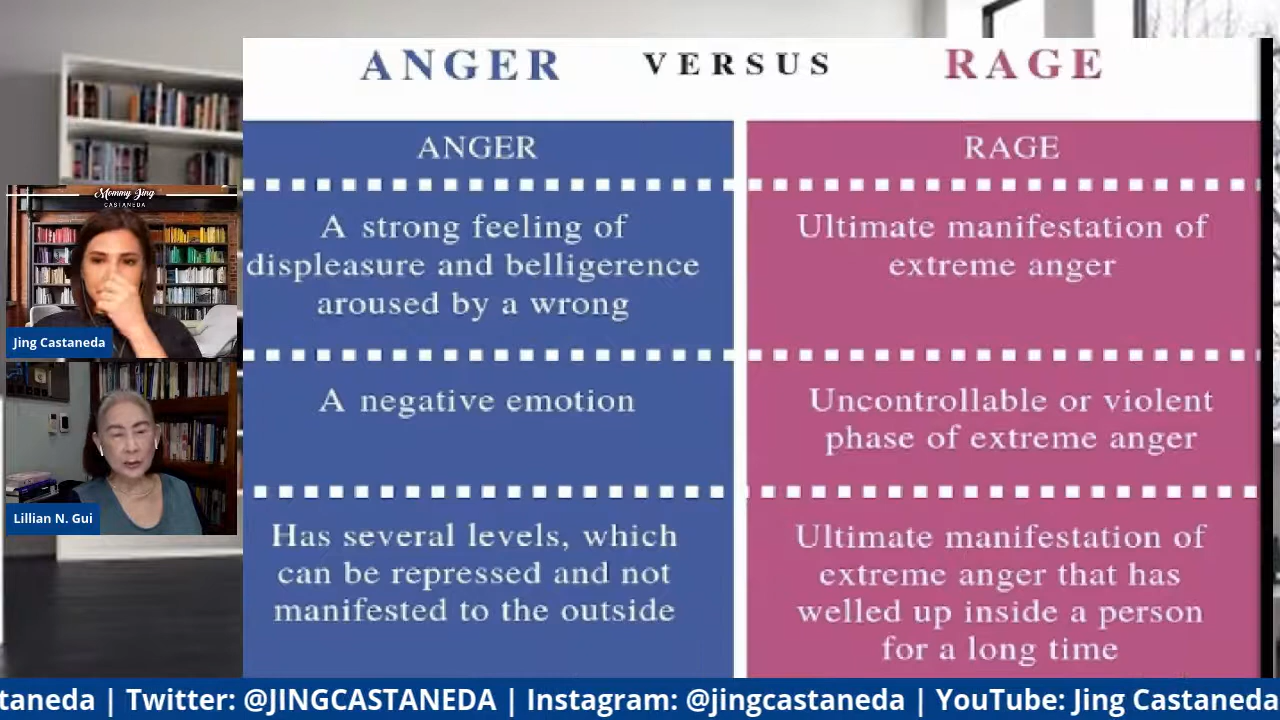 ANGER VERSUS RAGE
ANGER
A strong feeling of
displeasure and belligerence
aroused by a wrong
A negative emotion
Has several levels, which
can be repressed and not
manifested to the outside
RAGE
Ultimate manifestation of
extreme anger
Uncontrollable or violent
phase of extreme anger
Ultimate manifestation of
extreme anger that has
welled up inside a person
for a long time
Mommy Jing
CASTANEDA
Jing Castaneda
Lillian N. Gui
taneda | Twitter: @JINGCASTANEDA | Instagram: @jingcastaneda | YouTube: Jing Castaneda